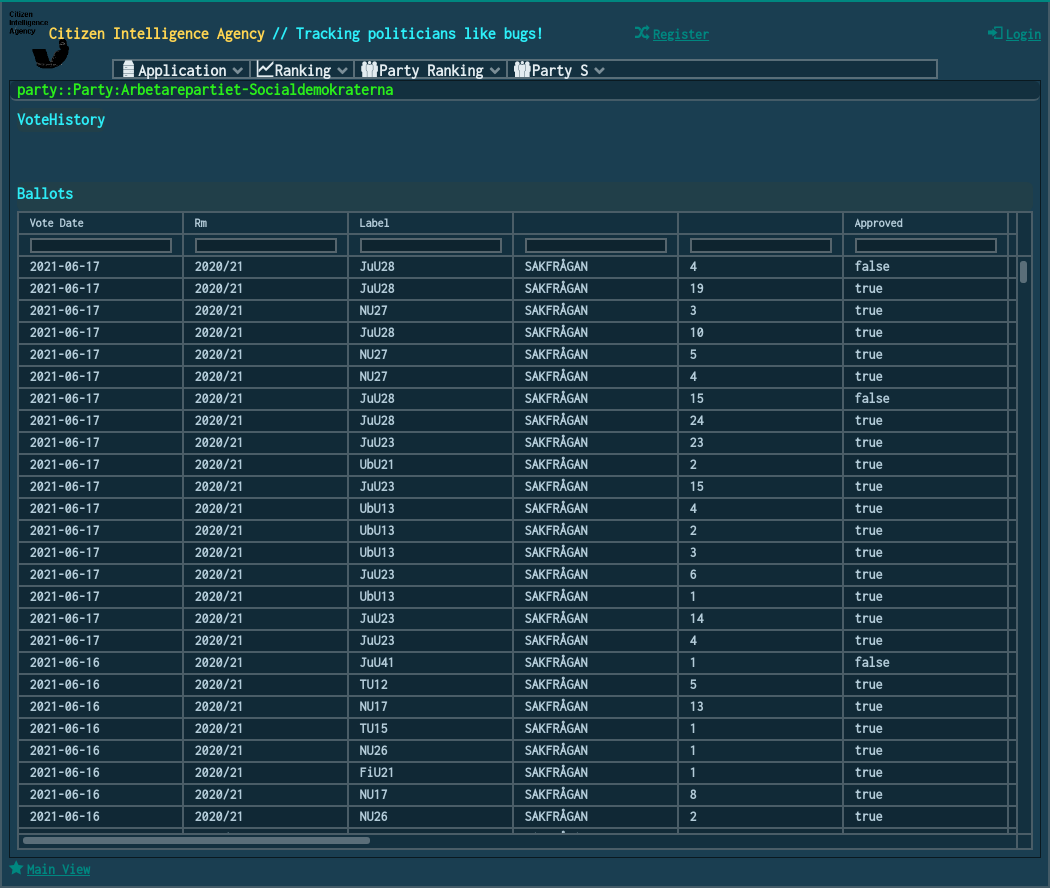 Citizen
Intelligence
Agency
Citizen Intelligence Agency // Tracking politicians like bugs!
Register
Login
Application Ranking Party Ranking Party S
party::Party:Arbetarepartiet-Socialdemokraterna
VoteHistory
Ballots
Vote Date Rm Label Approved
2021-06-17 2020/21 JuU28 SAKFRÅGAN 4 false
2021-06-17 2020/21 JuU28 SAKFRÅGAN 19 true
2021-06-17 2020/21 NU27 SAKFRÅGAN 3 true
2021-06-17 2020/21 JuU28 SAKFRÅGAN 10 true
2021-06-17 2020/21 NU27 SAKFRÅGAN 5 true
2021-06-17 2020/21 NU27 SAKFRÅGAN 4 true
2021-06-17 2020/21 JuU28 SAKFRÅGAN 15 false
2021-06-17 2020/21 JuU28 SAKFRÅGAN 24 true
2021-06-17 2020/21 JuU23 SAKFRÅGAN 23 true
2021-06-17 2020/21 UbU21 SAKFRÅGAN 2 true
2021-06-17 2020/21 JuU23 SAKFRÅGAN 15 true
2021-06-17 2020/21 UbU13 SAKFRÅGAN 4 true
2021-06-17 2020/21 UbU13 SAKFRÅGAN 2 true
2021-06-17 2020/21 UbU13 SAKFRÅGAN 3 true
2021-06-17 2020/21 JuU23 SAKFRÅGAN 6 true
2021-06-17 2020/21 UbU13 SAKFRÅGAN 1 true
2021-06-17 2020/21 JuU23 SAKFRÅGAN 14 true
2021-06-17 2020/21 JuU23 SAKFRÅGAN 4 true
2021-06-16 2020/21 JuU41 SAKFRÅGAN 1 false
2021-06-16 2020/21 TU12 SAKFRÅGAN 5 true
2021-06-16 2020/21 NU17 SAKFRÅGAN 13 true
2021-06-16 2020/21 TU15 SAKFRÅGAN 1 true
2021-06-16 2020/21 NU26 SAKFRÅGAN 1 true
2021-06-16 2020/21 FiU21 SAKFRÅGAN 1 true
2021-06-16 2020/21 NU17 SAKFRÅGAN 8 true
2021-06-16 2020/21 NU26 SAKFRÅGAN 2 true
Main View